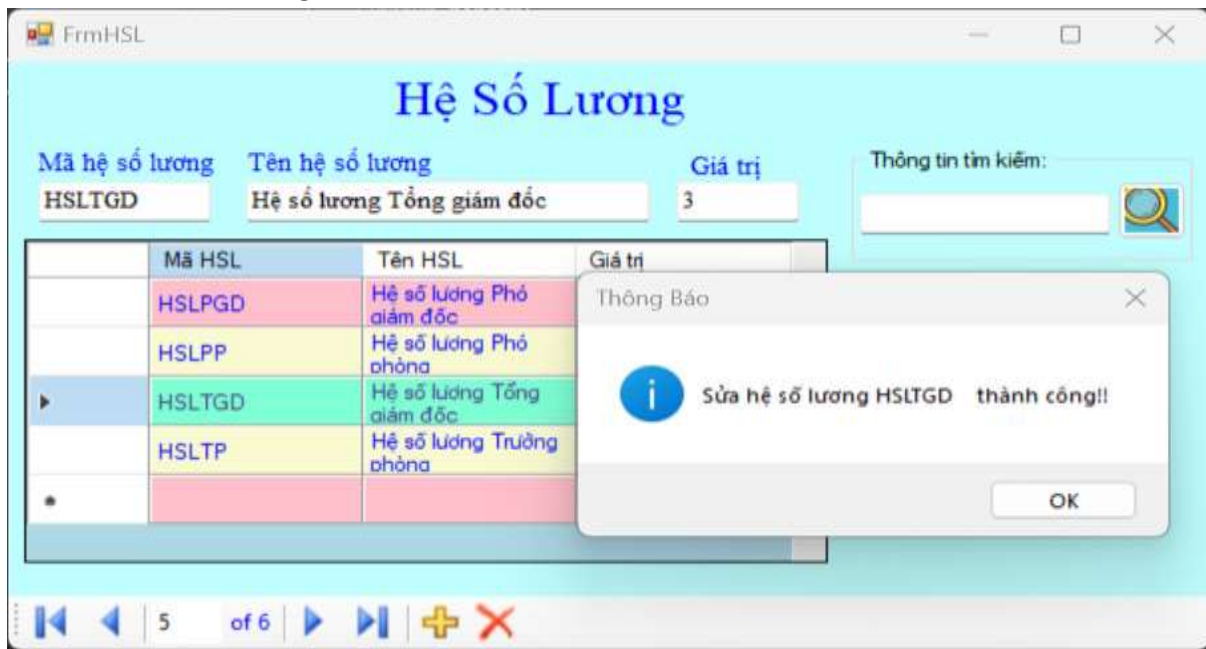 FrmHSL
Hệ Số Lương
Mã hệ số lương Tên hệ số lương Giá trị Thông tin tìm kiếm:
HSLTGD Hệ số lương Tổng giám đốc 3
Mã HSL Tên HSL Giá trị
HSLPGD Hệ số lương Phó
giám đốc
HSLPP Hệ số lương Phó
phòng
HSLTGD Hệ số lương Tổng
giám đốc
HSLTP Hệ số lương Trưởng
phòng
Thông Báo
Sửa hệ số lương HSLTGD thành công!!
OK
5 of 6